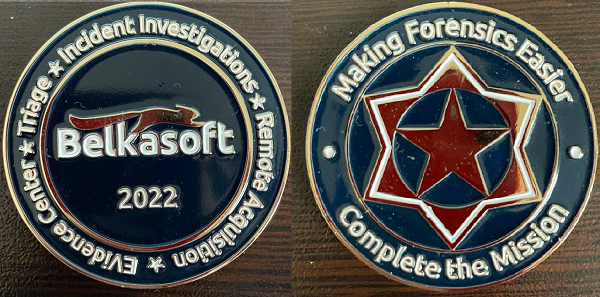 Evidence Center ★ Triage ★ Incident Investigations ★ Remote Acquisition ★
Belkasoft
2022
Making Forensics Easier
Complete the Mission